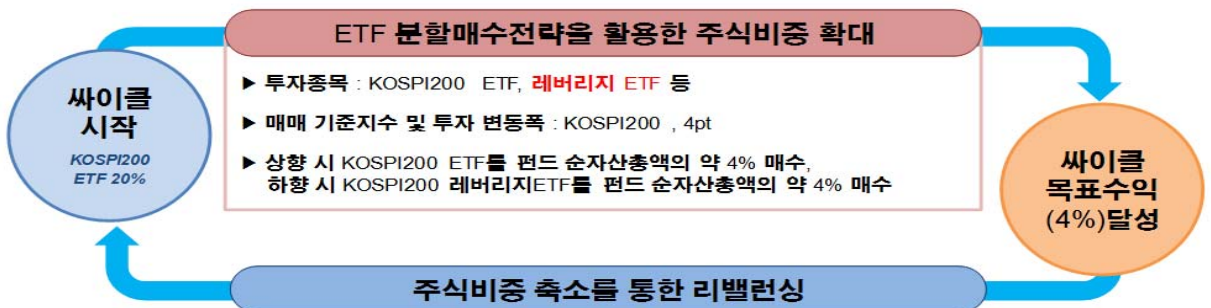 ETF 분할매수전략을 활용한 주식비중 확대
싸이클
시작
KOSPI200
ETF 20%
▶ 투자종목 : KOSPI200 ETF, 레버리지 ETF 등
▶ 매매 기준지수 및 투자 변동폭 : KOSPI200 , 4pt
▶ 상향 시 KOSPI200 ETF를 펀드 순자산총액의 약 4% 매수,
하향 시 KOSPI200 레버리지ETF를 펀드 순자산총액의 약 4% 매수
싸이클
목표수익
(4%)달성
주식비중 축소를 통한 리밸런싱